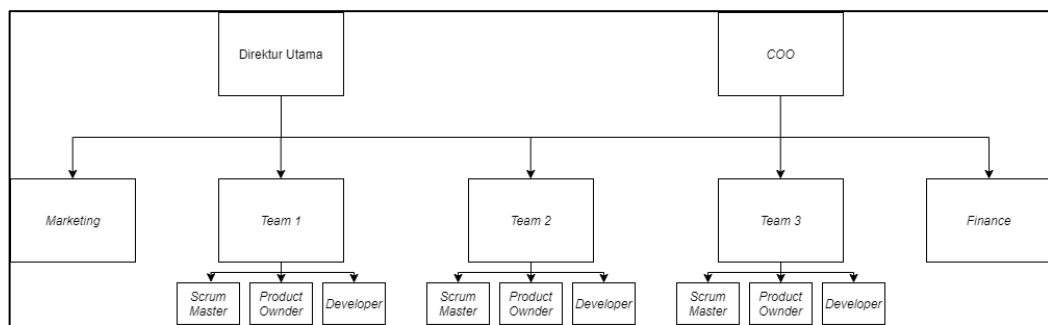 Direktur Utama
COO
Marketing
Team 1
Team 2
Team 3
Finance
Scrum
Master
Product
Ownder
Developer
Scrum
Master
Product
Ownder
Developer
Scrum
Master
Product
Ownder
Developer